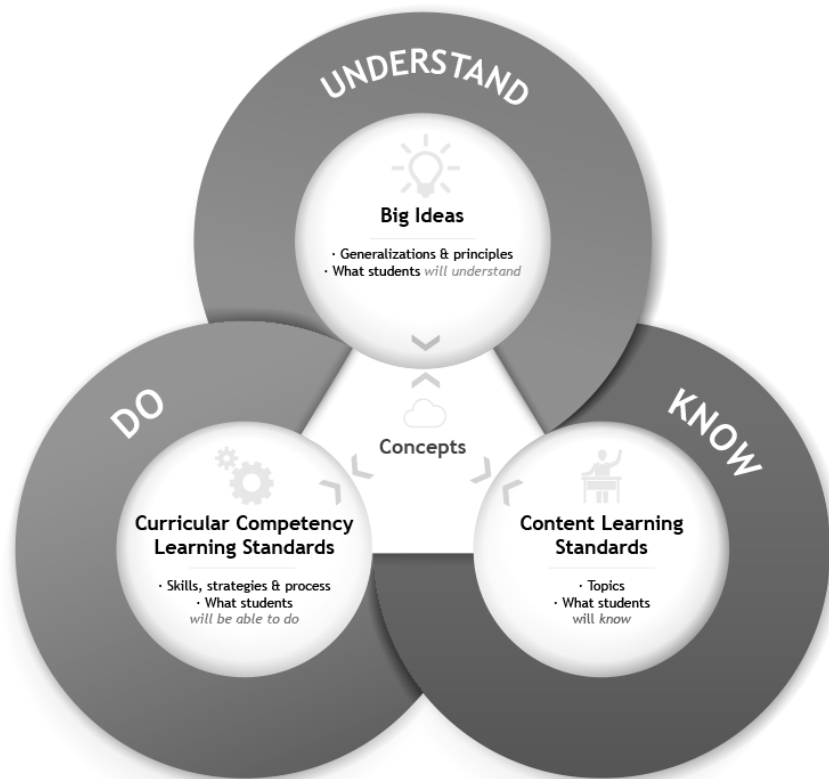 UNDERSTAND
Big Ideas
· Generalizations & principles
· What students will understand
DO
KNOW
Concepts
Curricular Competency
Learning Standards
· Skills, strategies & process
· What students
will be able to do
Content Learning
Standards
· Topics
· What students
will know